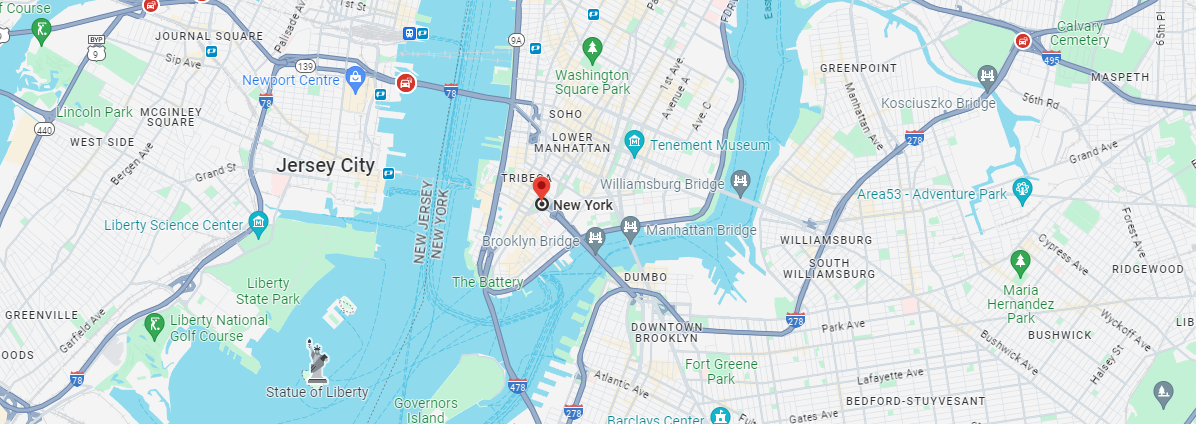 f Course
JOURNAL SQUARE
Palisade Ave
1st St
9A
Manhattan
FDR
East
65th Pl
BYP
9
Sip Ave
139
Newport Centre
78
78
Washington
Square Park
1st Ave
Avenue A
Ave C
GREENPOINT
Calvary
Cemetery
495
MASPETH
Lincoln Park
MCGINLEY
SQUARE
440
WEST SIDE
Bergen Ave
Grand St
Jersey City
SOHO
LOWER
MANHATTAN
Tenement Museum
TRIBECA
Williamsburg Bridge
Manhattan Ave
Kosciuszko Bridge
56th Rd
278
Grand Ave
Area53 - Adventure Park
Forest Ave
New York
Liberty Science Center
NEW JERSEY
NEW YORK
Brooklyn Bridge
Manhattan Bridge
WILLIAMSBURG
SOUTH
WILLIAMSBURG
Cypress Ave
RIDGEWOOD
The Battery
DUMBO
Liberty
State Park
Maria
Hernandez
Park
GREENVILLE
Garfield Ave
Liberty National
Golf Course
DOWNTOWN
BROOKLYN
278
Park Ave
BUSHWICK
Wyckoff Ave
Bushwick Ave
Halsey St
LIB
OODS
78
Statue of Liberty
478
Fort Greene
Park
Atlantic Ave
Lafayette Ave
BEDFORD-STUYVESANT
Governors
Island
278
Barclays Center
Gates Ave